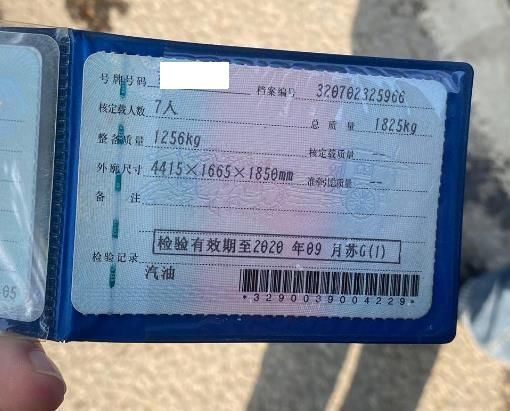 号牌号码
档案编号 320702325966
核定载人数 7人
总质量 1825kg
整备质量 1256kg
核定载质量 --
外廓尺寸 4415×1665×1850mm
准牵引总质量 --
备注
检验有效期至2020年09月苏G(1)
检验记录
汽油
*3290039004229*
05